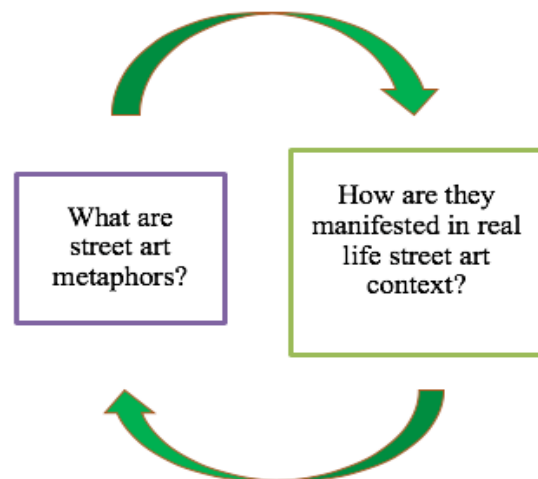 What are
street art
metaphors?
How are they
manifested in real
life street art
context?